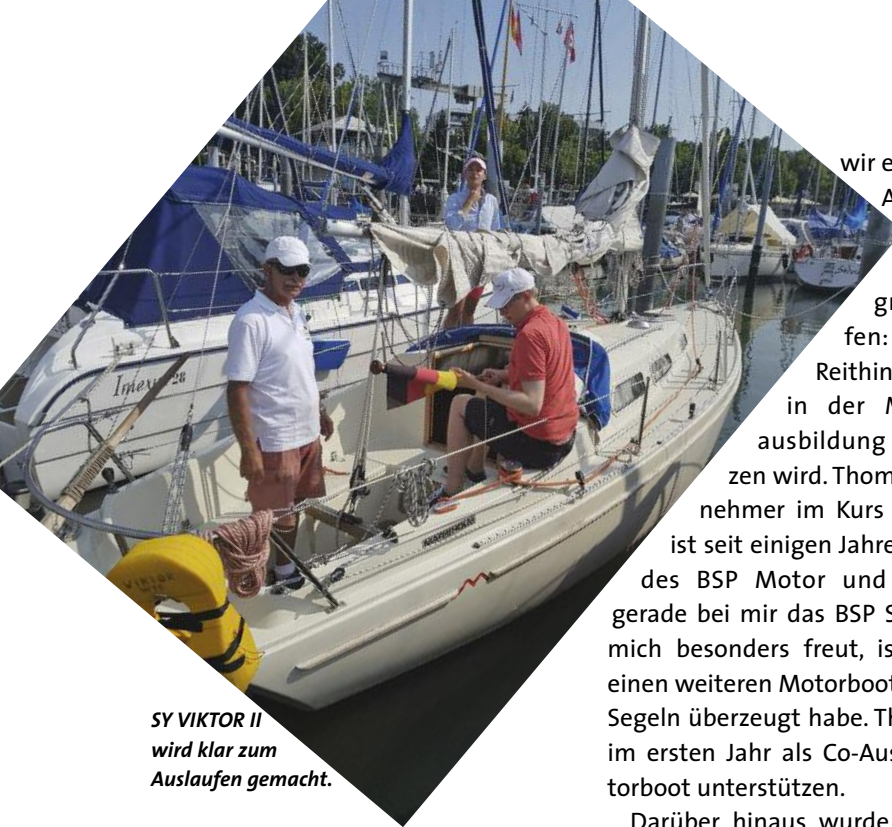 Imexus 28
VIKTOR
SY VIKTOR II
wird klar zum
Auslaufen gemacht.
wir e
A
gr
fen:
Reithin
in der M
ausbildung
zen wird. Thom
nehmer im Kurs
ist seit einigen Jahre
des BSP Motor und
gerade bei mir das BSP S
mich besonders freut, is
einen weiteren Motorboot
Segeln überzeugt habe. Th
im ersten Jahr als Co-Aus
torboot unterstützen.
Darüber hinaus wurde